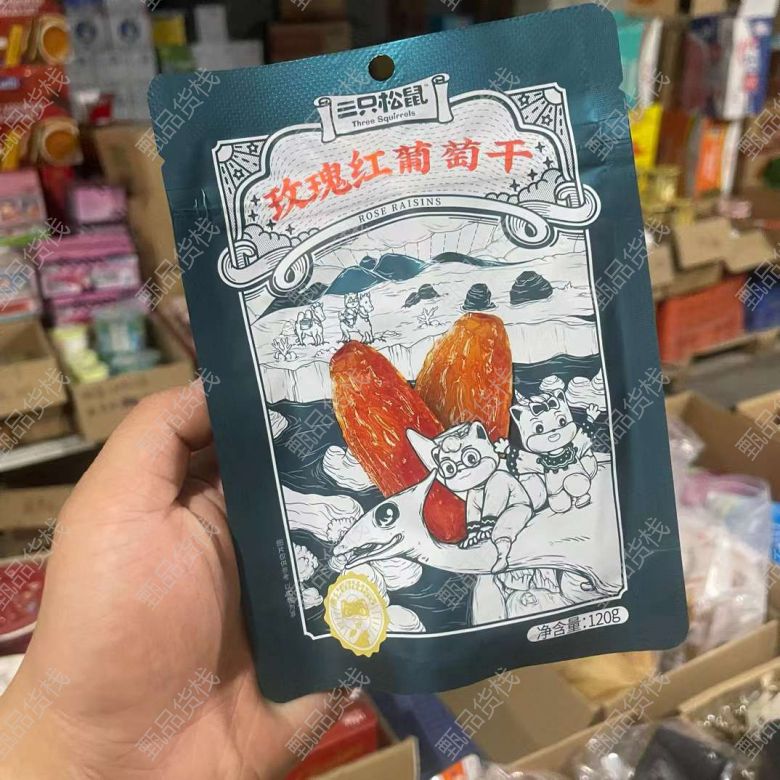 三只松鼠
Three Squirrels
玫瑰红葡萄干
ROSE RAISINS
净含量:120g
甄品货栈